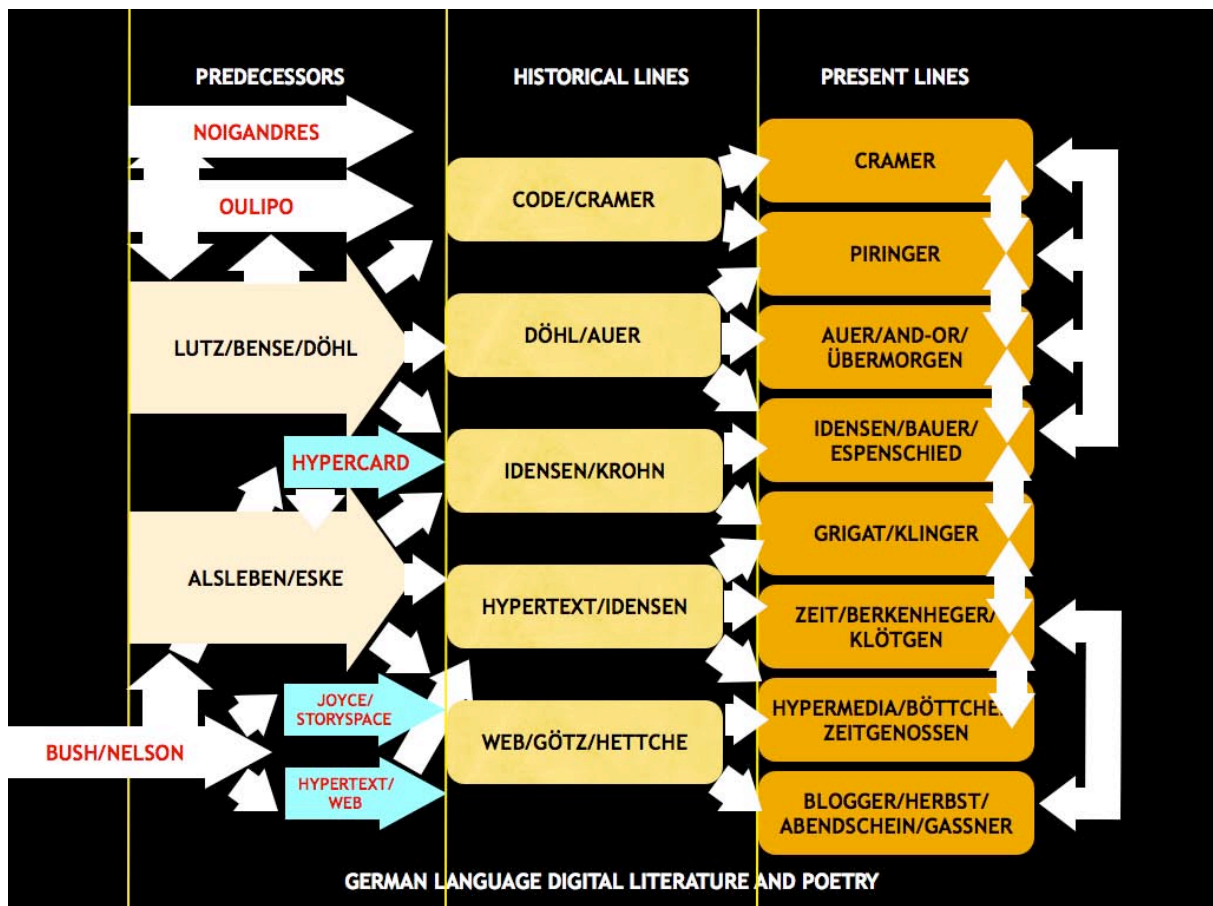 PREDECESSORS
HISTORICAL LINES
PRESENT LINES
NOIGANDRES
OULIPO
LUTZ/BENSE/DÖHL
HYPERCARD
ALSLEBEN/ESKE
JOYCE/
STORYSPACE
BUSH/NELSON
HYPERTEXT/
WEB
CODE/CRAMER
DÖHL/AUER
IDENSEN/KROHN
HYPERTEXT/IDENSEN
WEB/GÖTZ/HETTCHE
CRAMER
PIRINGER
AUER/AND-OR/
ÜBERMORGEN
IDENSEN/BAUER/
ESPENSCHIED
GRIGAT/KLINGER
ZEIT/BERKENHEGER/
KLÖTGEN
HYPERMEDIA/BÖTTCHE
ZEITGENOSSEN
BLOGGER/HERBST/
ABENDSCHEIN/GASSNER
GERMAN LANGUAGE DIGITAL LITERATURE AND POETRY